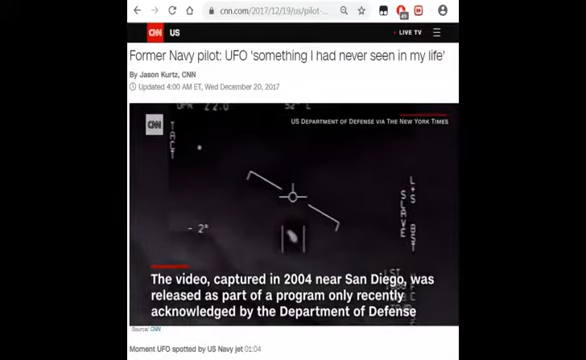 cnn.com/2017/12/19/us/pilot-
CNN US
LIVE TV
Former Navy pilot: UFO 'something I had never seen in my life'
By Jason Kurtz, CNN
Updated 4:00 AM ET, Wed December 20, 2017
CNN
US DEPARTMENT OF DEFENSE VIA THE NEW YORK TIMES
TACT
- 2°
SLAVE
The video, captured in 2004 near San Diego, was
released as part of a program only recently
acknowledged by the Department of Defense
Source: CNN
Moment UFO spotted by US Navy jet 01:04